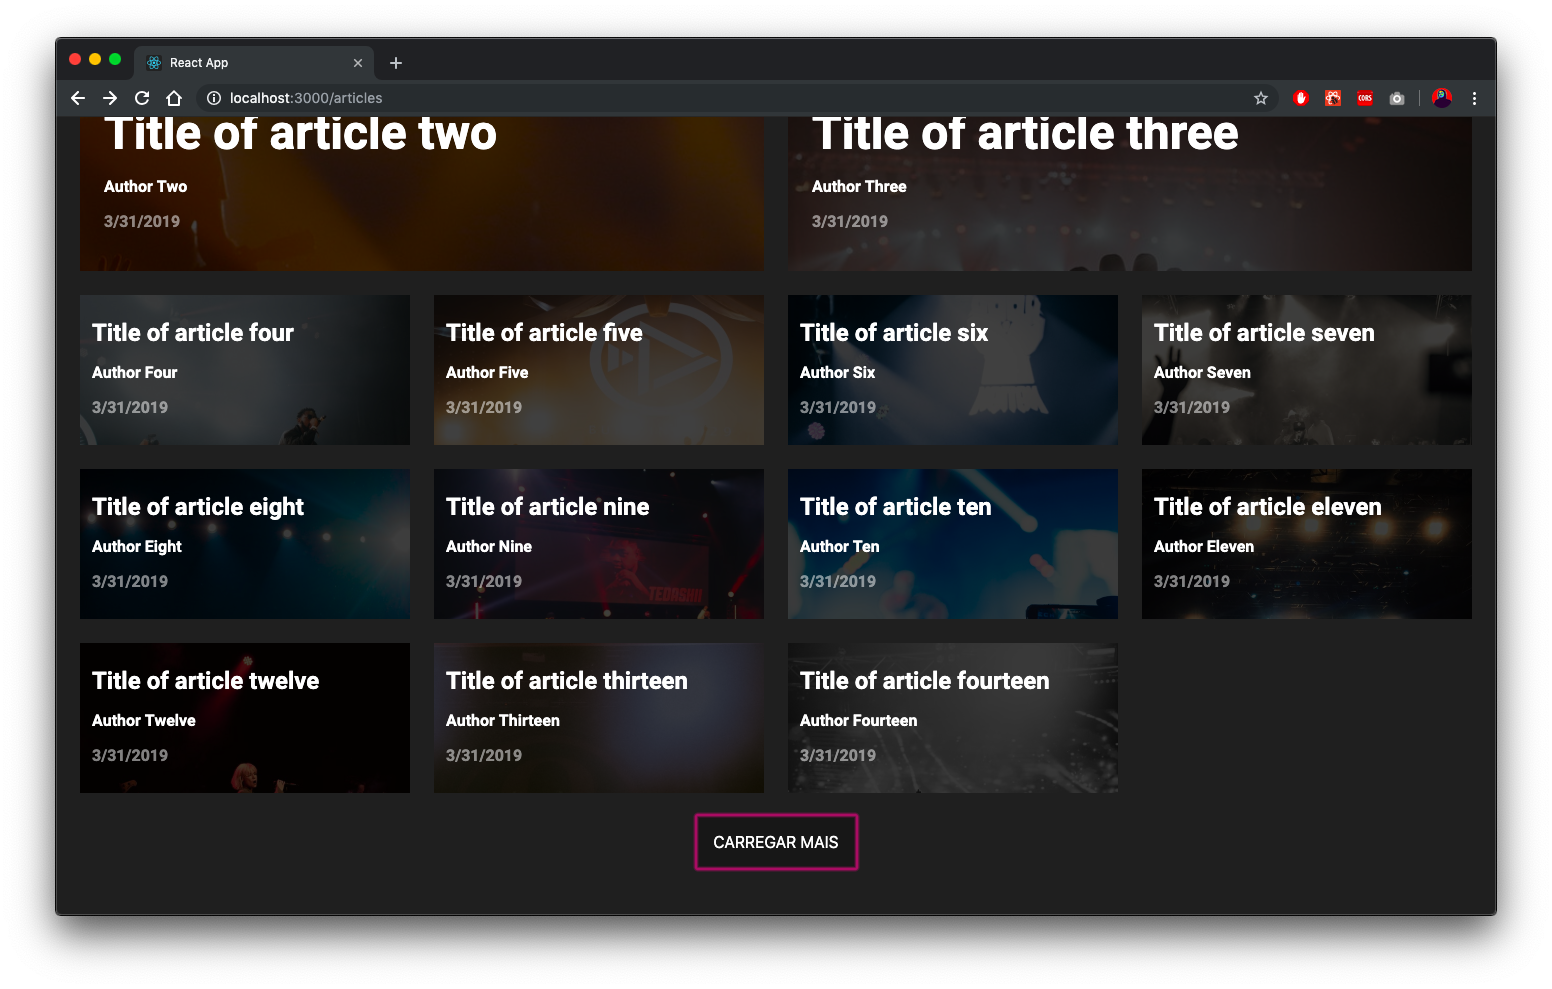 React App
localhost:3000/articles
CORS
Title of article two
Author Two
3/31/2019
Title of article three
Author Three
3/31/2019
Title of article four
Author Four
3/31/2019
Title of article five
Author Five
3/31/2019
Title of article six
Author Six
3/31/2019
Title of article seven
Author Seven
3/31/2019
Title of article eight
Author Eight
3/31/2019
Title of article nine
Author Nine
3/31/2019
Title of article ten
Author Ten
3/31/2019
Title of article eleven
Author Eleven
3/31/2019
Title of article twelve
Author Twelve
3/31/2019
Title of article thirteen
Author Thirteen
3/31/2019
Title of article fourteen
Author Fourteen
3/31/2019
CARREGAR MAIS